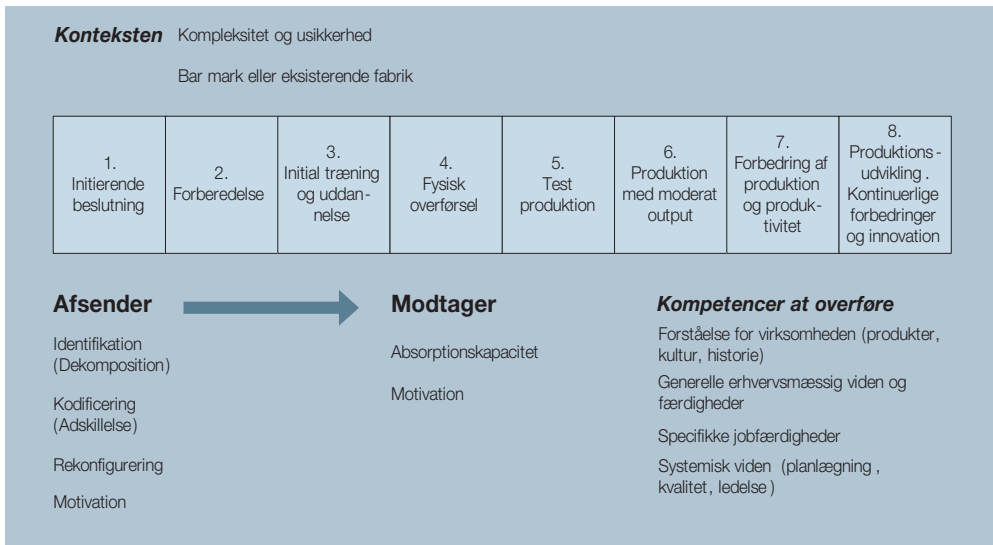 Konteksten Kompleksitet og usikkerhed
Bar mark eller eksisterende fabrik
1.
Initierende
beslutning
2.
Forberedelse
3.
Initial træning
og uddan-
nelse
4.
Fysisk
overførsel
5.
Test
produktion
6.
Produktion
med moderat
output
7.
Forbedring af
produktion
og produk-
tivitet
8.
Produktions-
udvikling .
Kontinuerlige
forbedringer
og innovation
Afsender
Identifikation
(Dekomposition)
Kodificering
(Adskillelse)
Rekonfigurering
Motivation
Modtager
Absorptionskapacitet
Motivation
Kompetencer at overføre
Forståelse for virksomheden (produkter,
kultur, historie)
Generelle erhvervsmæssig viden og
færdigheder
Specifikke jobfærdigheder
Systemisk viden (planlægning ,
kvalitet, ledelse )